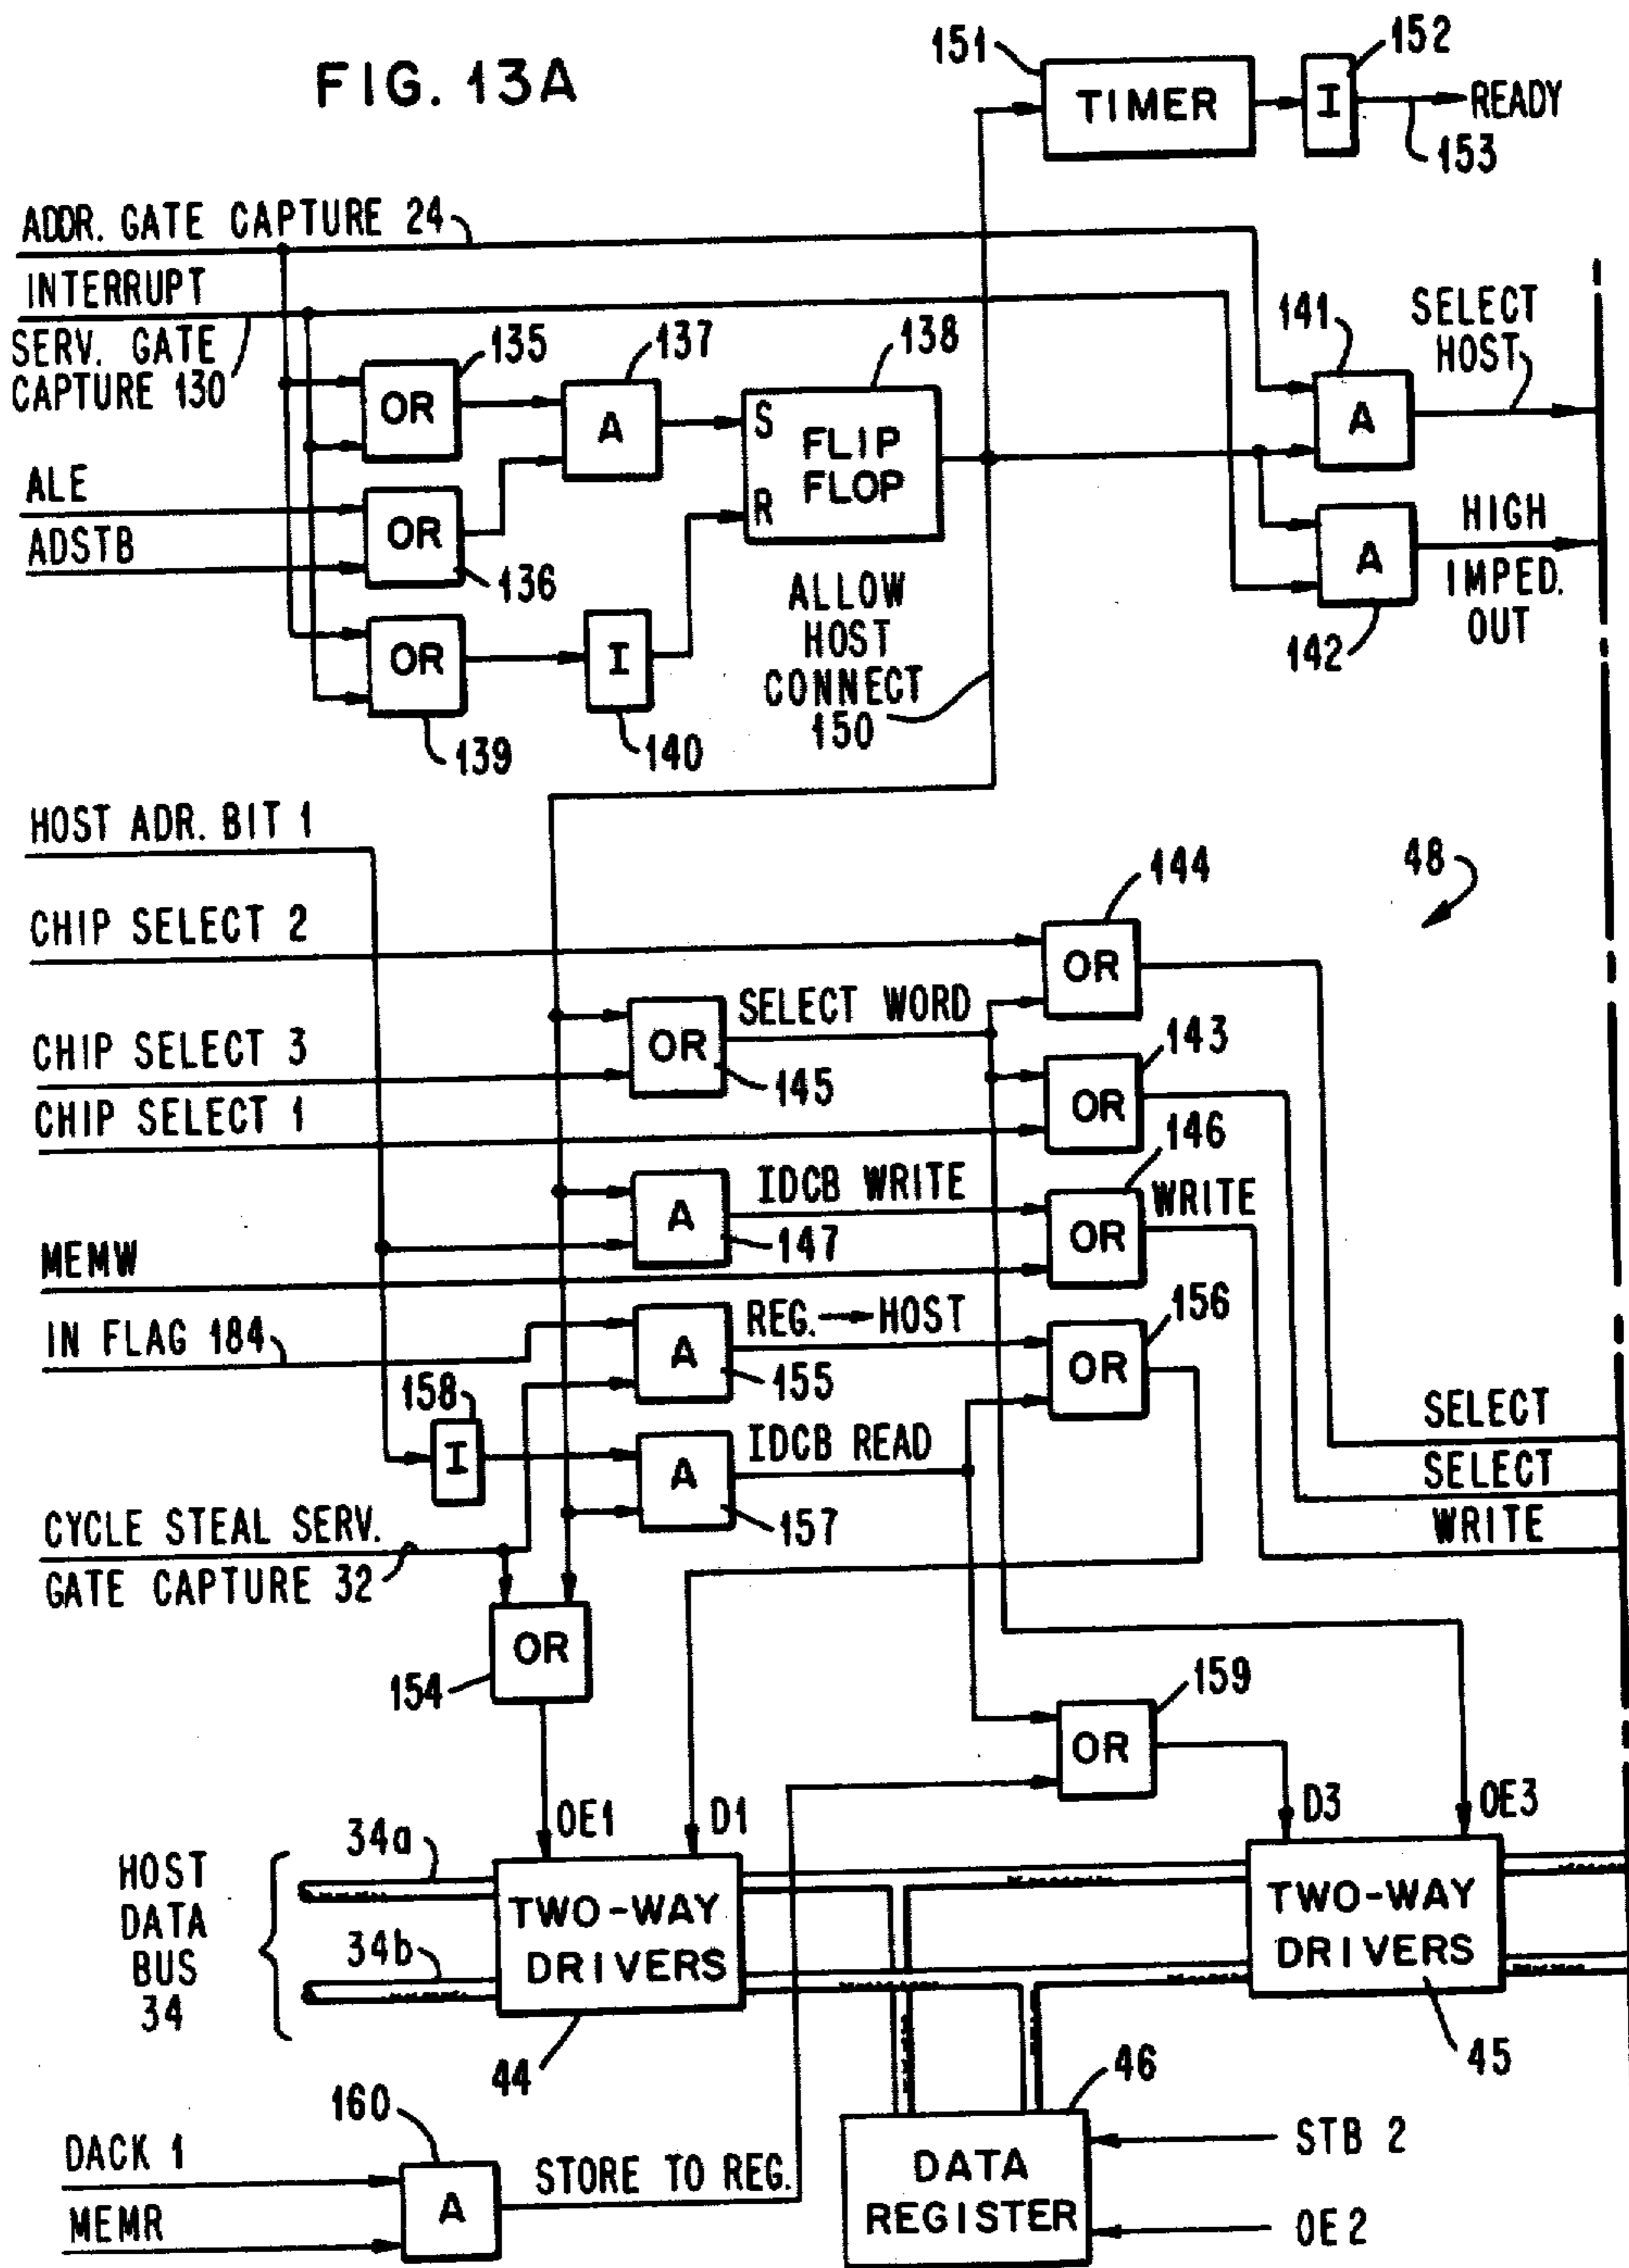 FIG. 13A
151
152
TIMER
I
READY
153
ADDR. GATE CAPTURE 24
INTERRUPT
SERV. GATE
CAPTURE 130
135
OR
137
A
138
S
R
FLIP
FLOP
141
A
SELECT
HOST
ALE
ADSTB
OR
136
HIGH
IMPED.
OUT
A
142
OR
139
I
140
ALLOW
HOST
CONNECT
150
HOST ADR. BIT 1
48
CHIP SELECT 2
144
OR
CHIP SELECT 3
OR
145
SELECT WORD
143
OR
CHIP SELECT 1
A
147
IDCB WRITE
146
OR
WRITE
MEMW
IN FLAG 184
A
155
REG.→HOST
156
OR
158
I
A
157
IDCB READ
SELECT
SELECT
WRITE
CYCLE STEAL SERV.
GATE CAPTURE 32
OR
154
159
OR
OE1
D1
D3
OE3
HOST
DATA
BUS
34
34a
34b
TWO-WAY
DRIVERS
44
TWO-WAY
DRIVERS
45
46
DATA
REGISTER
STB 2
OE2
160
DACK 1
MEMR
A
STORE TO REG.